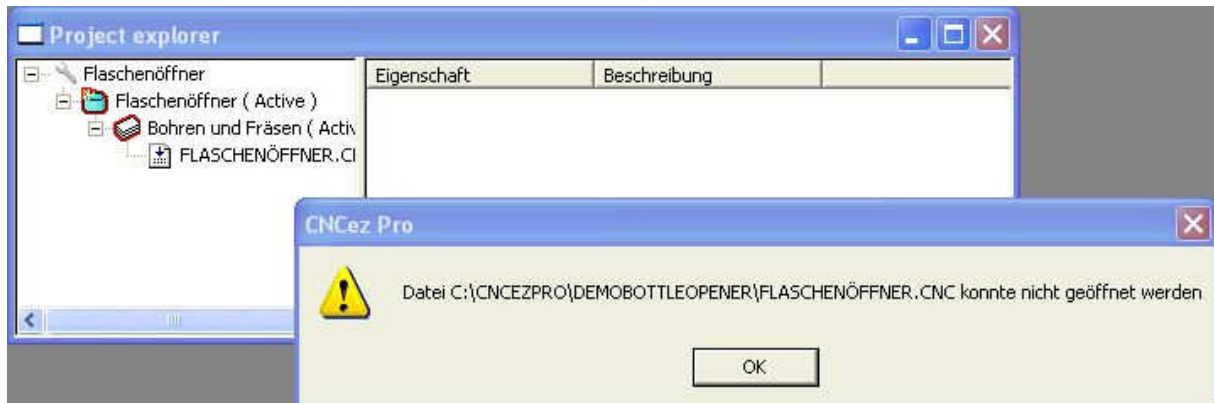 Project explorer
Flaschenöffner
Flaschenöffner ( Active )
Bohren und Fräsen ( Activ
FLASCHENÖFFNER.CI
Eigenschaft Beschreibung
CNCez Pro
Datei C:\CNCEZPRO\DEMOBOTTLEOPENER\FLASCHENÖFFNER.CNC konnte nicht geöffnet werden
OK